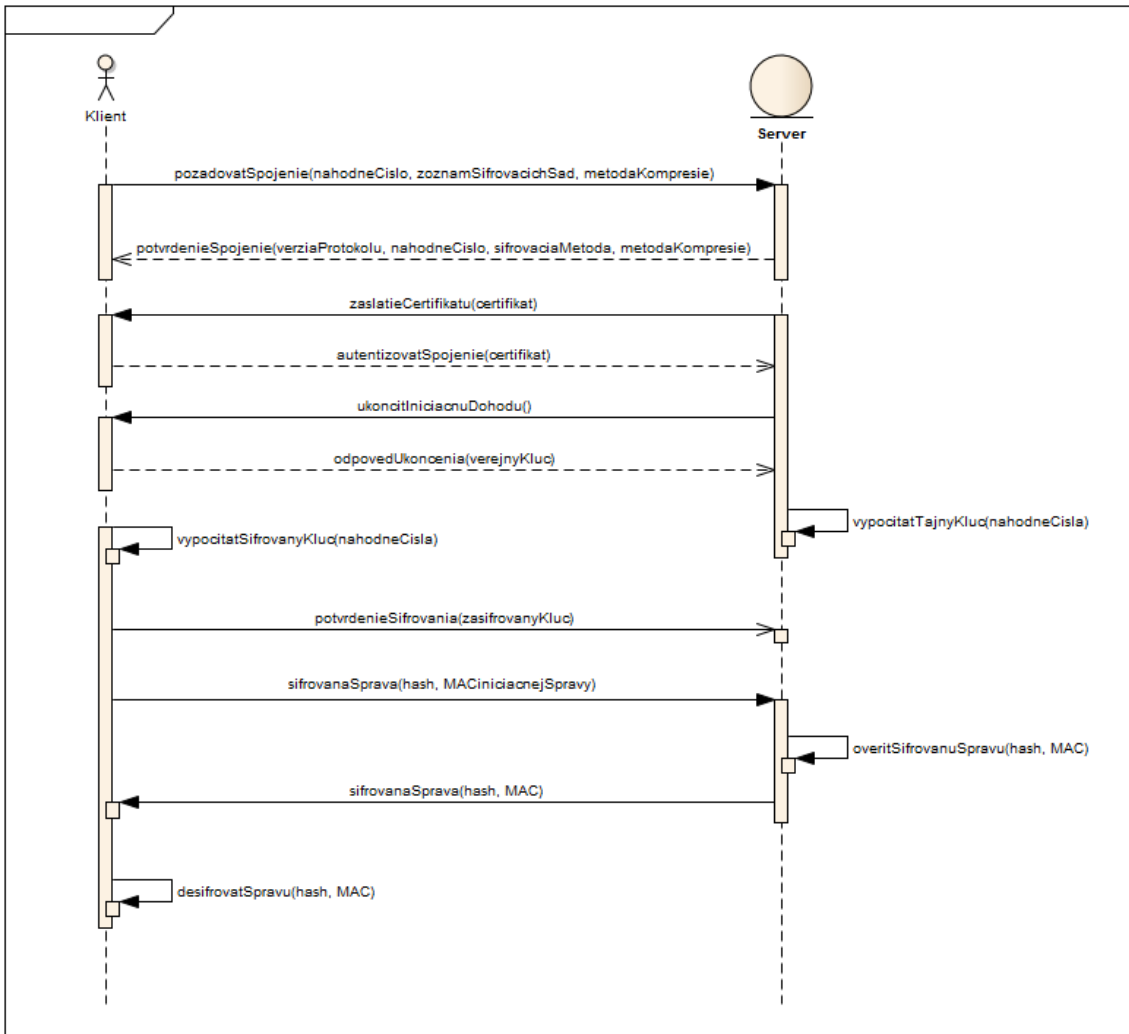 Klient
Server
pozadovatSpojenie(nahodneCislo, zoznamSifrovacichSad, metodaKompresie)
potvrdenieSpojenie(verziaProtokolu, nahodneCislo, sifrovaciaMetoda, metodaKompresie)
zaslatieCertifikatu(certifikat)
autentizovatSpojenie(certifikat)
ukoncitIniciacnuDohodu()
odpovedUkoncenia(verejnyKluc)
vypocitatTajnyKluc(nahodneCisla)
vypocitatSifrovanyKluc(nahodneCisla)
potvrdenieSifrovania(zasifrovanyKluc)
sifrovanaSprava(hash, MACiniciacnejSpravy)
overitSifrovanuSpravu(hash, MAC)
sifrovanaSprava(hash, MAC)
desifrovatSpravu(hash, MAC)